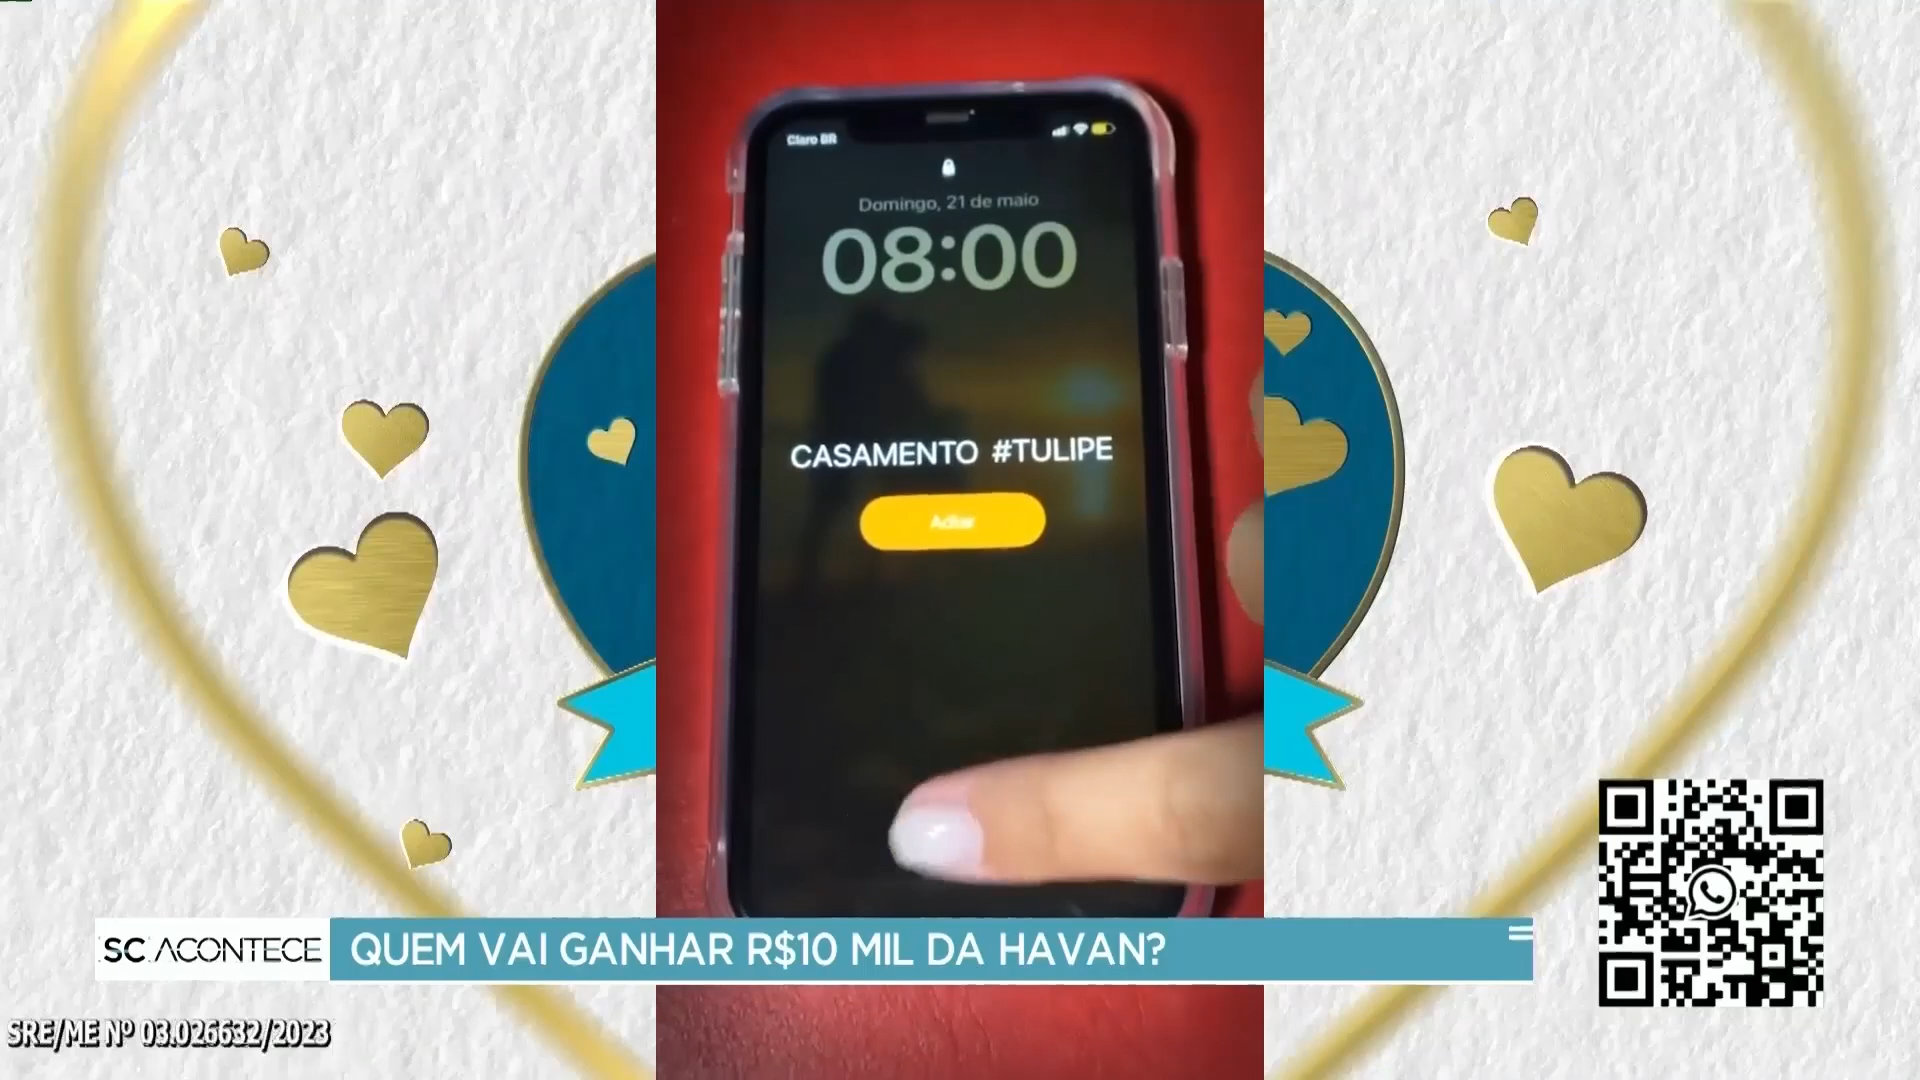 Claro BR
Domingo, 21 de maio
08:00
CASAMENTO #TULIPE
Adiar
SC ACONTECE
QUEM VAI GANHAR R$10 MIL DA HAVAN?
SRE/ME Nº 03.026632/2023